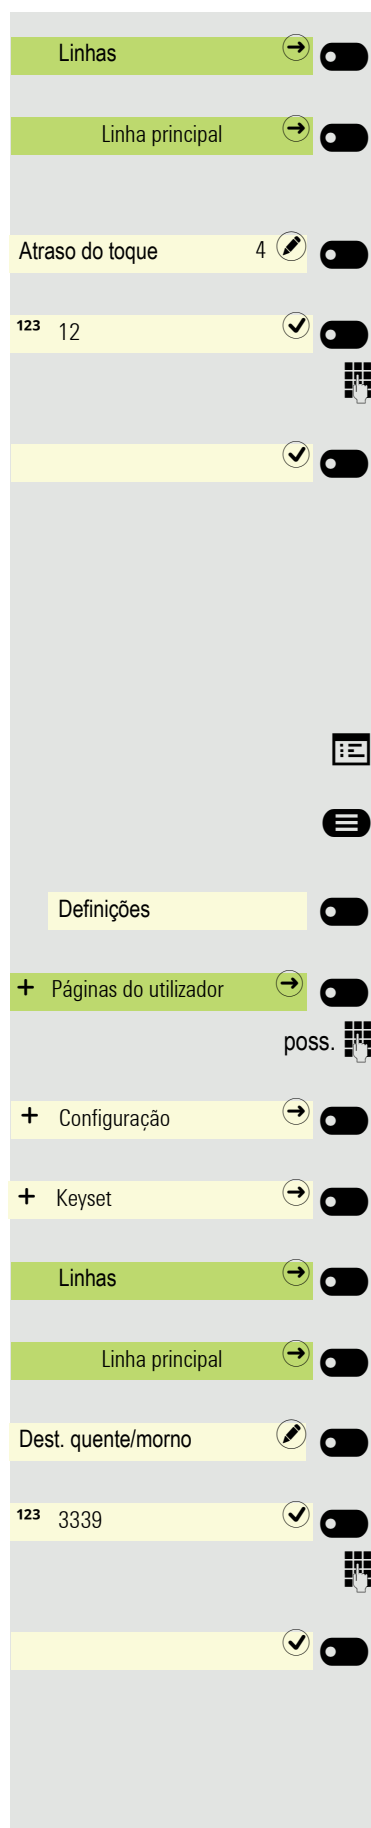 Linhas
Linha principal
Atraso do toque 4
123 12
Definições
+ Páginas do utilizador
poss.
+ Configuração
+ Keyset
Linhas
Linha principal
Dest. quente/morno
123 3339